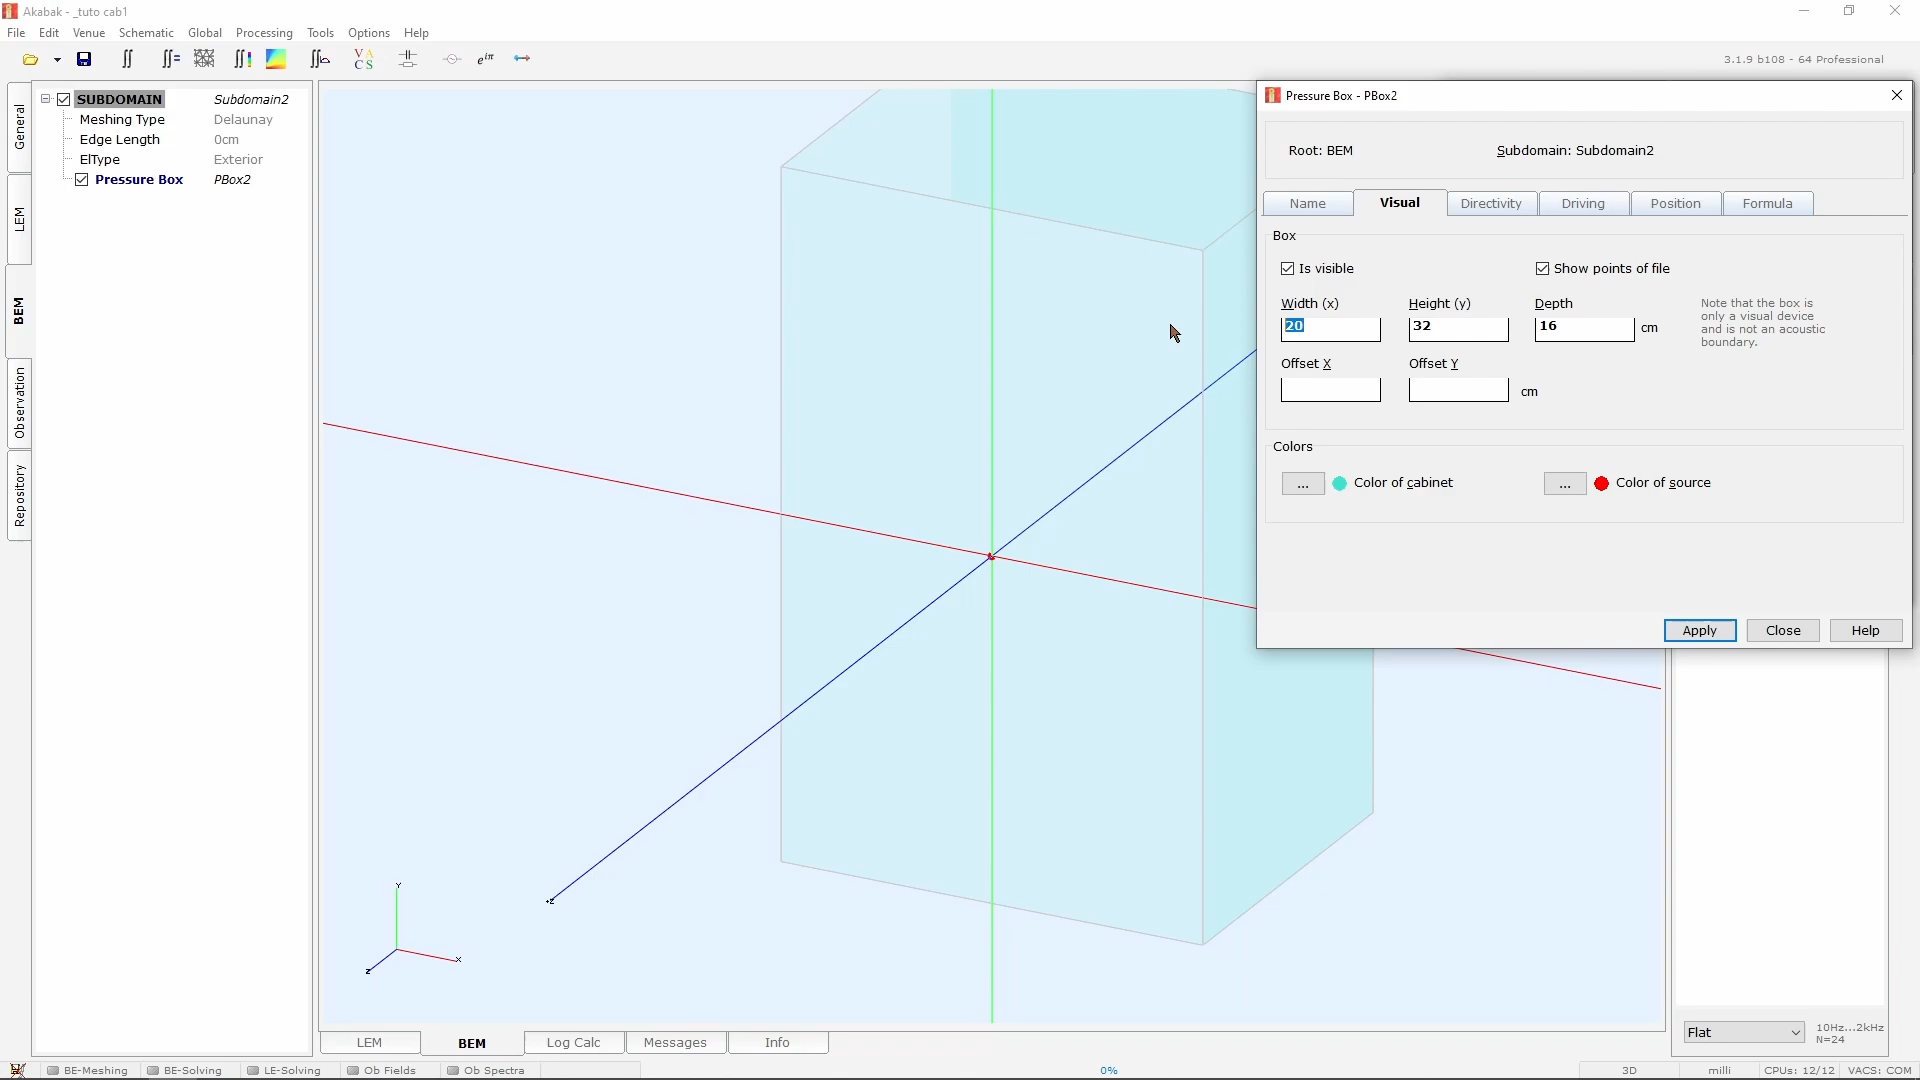 Akabak - _tuto cab1
File Edit Venue Schematic Global Processing Tools Options Help
V A C S
eiπ
3.1.9 b108 - 64 Professional
General
LEM
BEM
Observation
Repository
SUBDOMAIN Subdomain2
Meshing Type Delaunay
Edge Length 0cm
ElType Exterior
Pressure Box PBox2
Pressure Box - PBox2
Root: BEM Subdomain: Subdomain2
Name Visual Directivity Driving Position Formula
Box
Is visible Show points of file
Width (x) Height (y) Depth
20 32 16 cm
Note that the box is
only a visual device
and is not an acoustic
boundary.
Offset X Offset Y
cm
Colors
... Color of cabinet ... Color of source
Apply Close Help
+z
Y
x
z
Flat 10Hz...2kHz
N=24
LEM BEM Log Calc Messages Info
BE-Meshing BE-Solving LE-Solving Ob Fields Ob Spectra 0% 3D milli CPUs: 12/12 VACS: COM